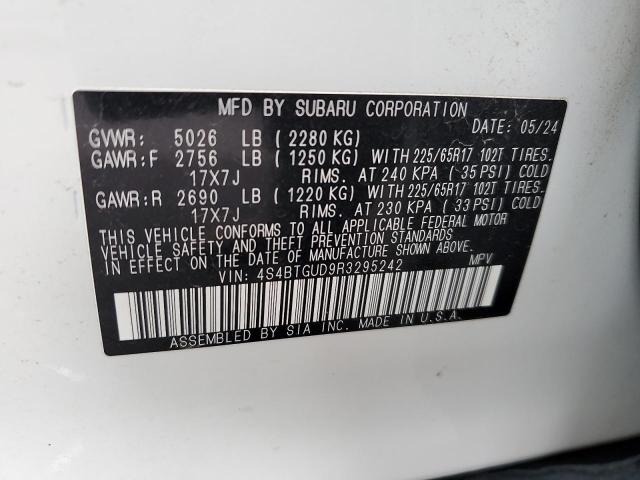 MFD BY SUBARU CORPORATION
DATE: 05/24
GVWR: 5026 LB (2280 KG)
GAWR:F 2756 LB (1250 KG) WITH 225/65R17 102T TIRES.
17X7J RIMS. AT 240 KPA (35 PSI) COLD
GAWR:R 2690 LB (1220 KG) WITH 225/65R17 102T TIRES.
17X7J RIMS. AT 230 KPA (33 PSI) COLD
THIS VEHICLE CONFORMS TO ALL APPLICABLE FEDERAL MOTOR
VEHICLE SAFETY AND THEFT PREVENTION STANDARDS
IN EFFECT ON THE DATE OF MANUFACTURE SHOWN ABOVE.
VIN: 4S4BTGUD9R3295242 MPV
ASSEMBLED BY SIA INC. MADE IN U.S.A.